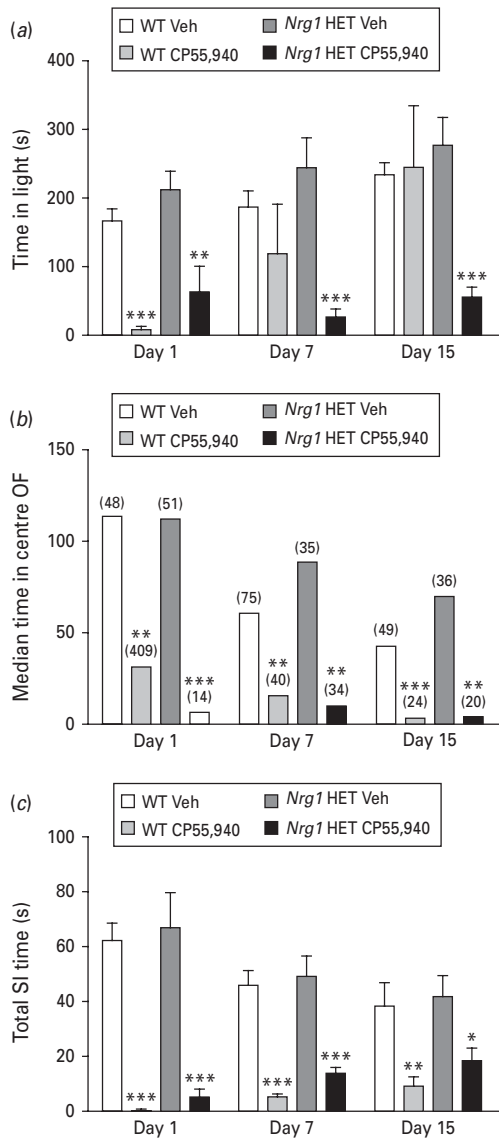 (a)
WT Veh Nrg1 HET Veh
WT CP55,940 Nrg1 HET CP55,940
Time in light (s)
400
300
200
100
0
*** ** *** ***
Day 1 Day 7 Day 15
(b)
WT Veh Nrg1 HET Veh
WT CP55,940 Nrg1 HET CP55,940
Median time in centre OF
150
100
50
0
(48) (51) (75) (35) (49) (36)
** *** ** ** *** **
(409) (14) (40) (34) (24) (20)
Day 1 Day 7 Day 15
(c)
WT Veh Nrg1 HET Veh
WT CP55,940 Nrg1 HET CP55,940
Total SI time (s)
100
80
60
40
20
0
*** *** *** *** ** *
Day 1 Day 7 Day 15